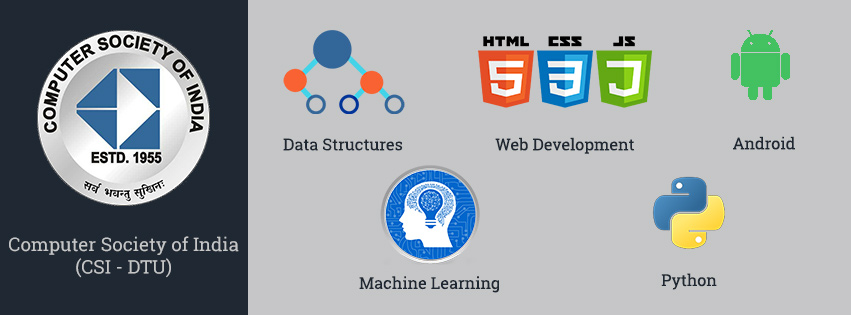 COMPUTER SOCIETY OF INDIA
ESTD. 1955
सर्वे भवन्तु सुखिनः
Computer Society of India
(CSI - DTU)
HTML CSS JS
5 3
Data Structures
Web Development
Android
Machine Learning
Python